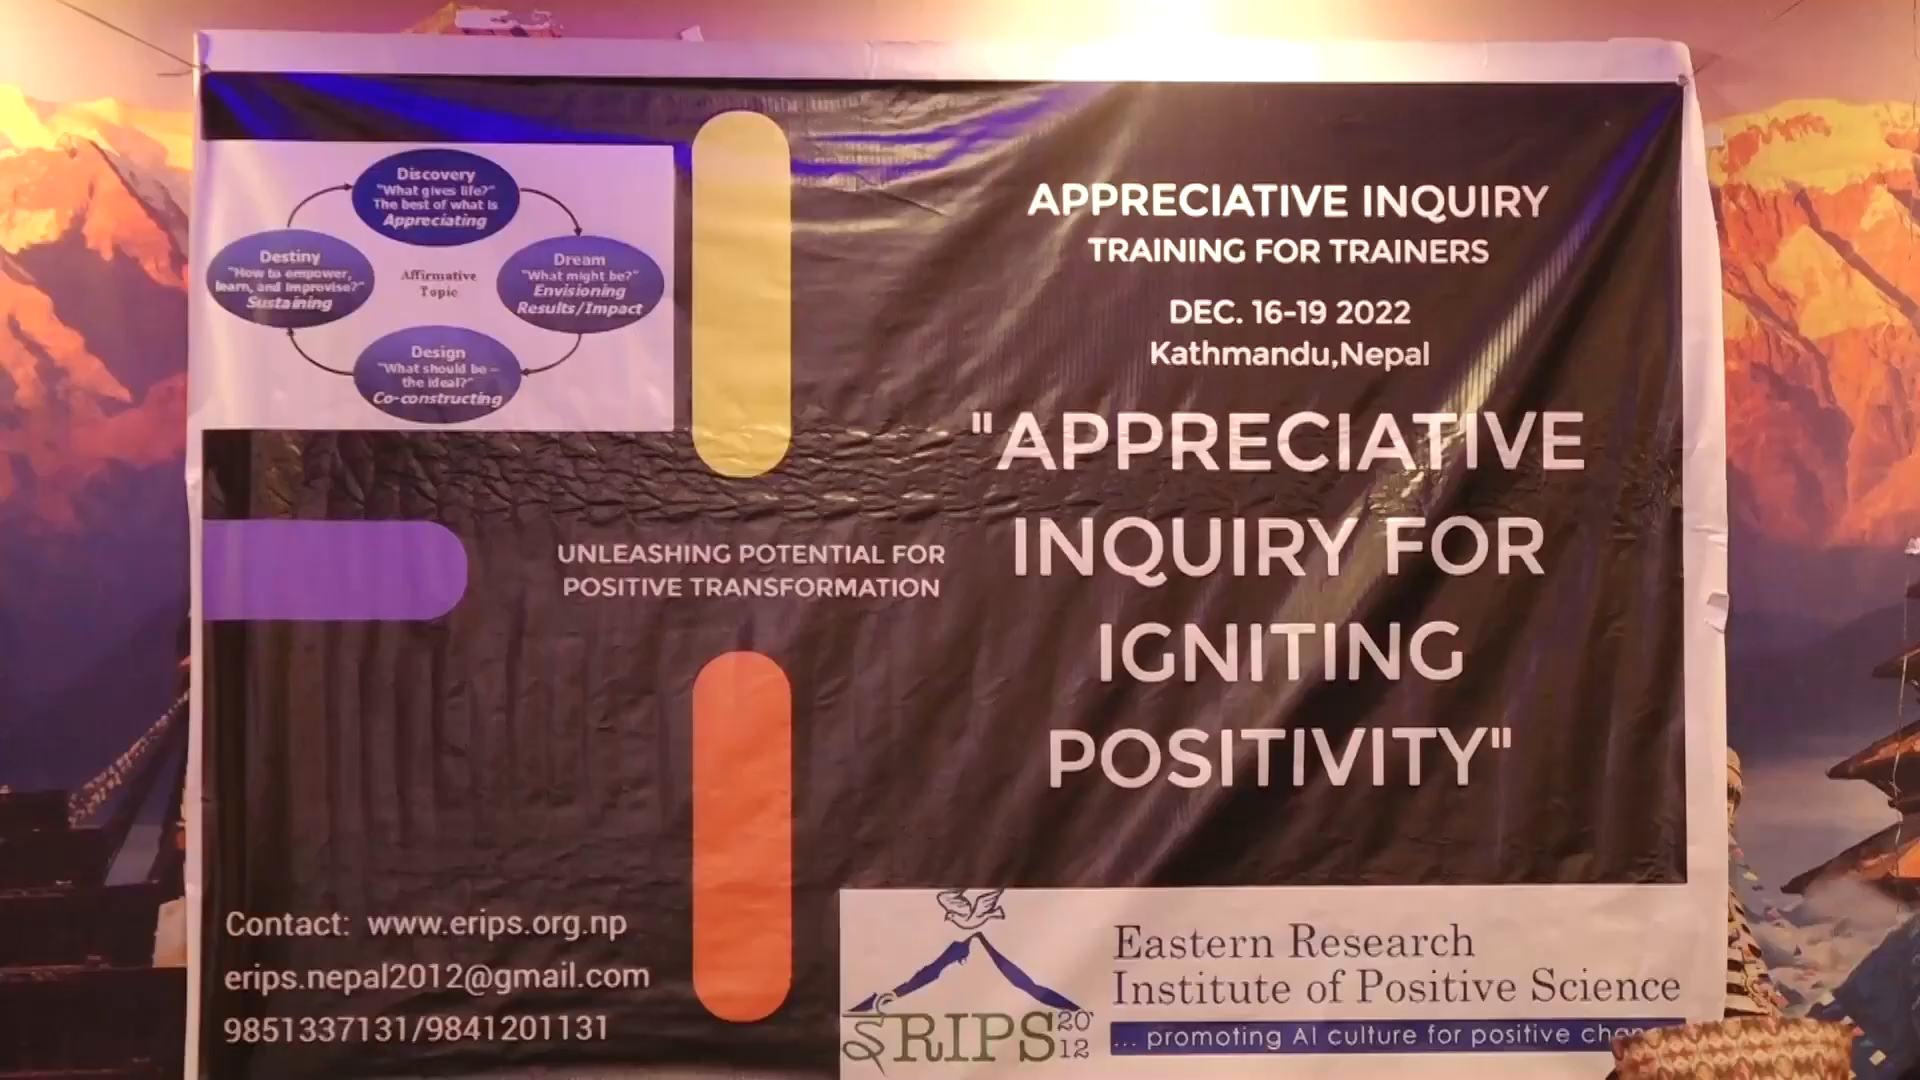 Discovery
"What gives life?"
The best of what is
Appreciating
Destiny
"How to empower,
learn, and improvise?"
Sustaining
Affirmative
Topic
Dream
"What might be?"
Envisioning
Results/Impact
Design
"What should be –
the ideal?"
Co-constructing
APPRECIATIVE INQUIRY
TRAINING FOR TRAINERS
DEC. 16-19 2022
Kathmandu,Nepal
"APPRECIATIVE
INQUIRY FOR
IGNITING
POSITIVITY"
UNLEASHING POTENTIAL FOR
POSITIVE TRANSFORMATION
Contact: www.erips.org.np
erips.nepal2012@gmail.com
9851337131/9841201131
RIPS 20
12
Eastern Research
Institute of Positive Science
... promoting AI culture for positive